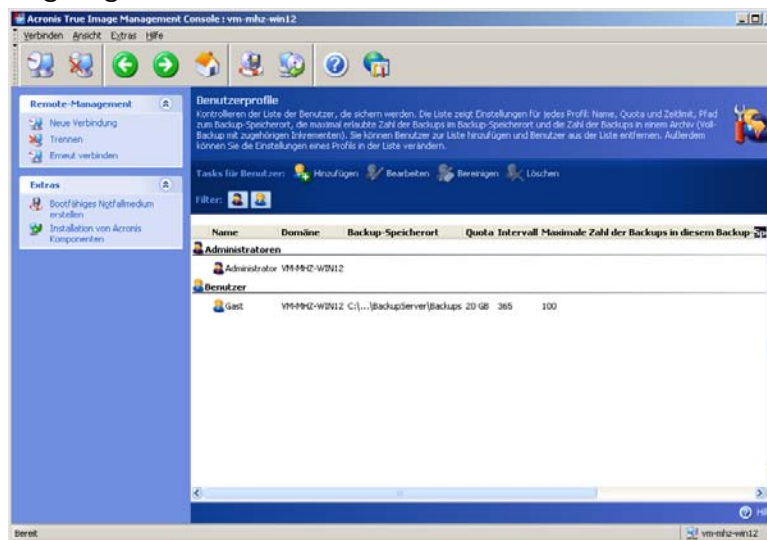 Acronis True Image Management Console : vm-mhz-win12
Verbinden Ansicht Extras Hilfe
Remote-Management
Neue Verbindung
Trennen
Erneut verbinden
Extras
Bootfähiges Notfallmedium
erstellen
Installation von Acronis
Komponenten
Benutzerprofile
Kontrollieren der Liste der Benutzer, die sichern werden. Die Liste zeigt Einstellungen für jedes Profil: Name, Quota und Zeitlimit, Pfad
zum Backup-Speicherort, die maximal erlaubte Zahl der Backups im Backup-Speicherort und die Zahl der Backups in einem Archiv (Voll-
Backup mit zugehörigen Inkrementen). Sie können Benutzer zur Liste hinzufügen und Benutzer aus der Liste entfernen. Außerdem
können Sie die Einstellungen eines Profils in der Liste verändern.
Tasks für Benutzer: Hinzufügen Bearbeiten Bereinigen Löschen
Filter:
Name Domäne Backup-Speicherort Quota Intervall Maximale Zahl der Backups in diesem Backup-Sp
Administratoren
Administrator VM-MHZ-WIN12
Benutzer
Gast VM-MHZ-WIN12 C:\...\BackupServer\Backups 20 GB 365 100
Hil
Bereit vm-mhz-win12